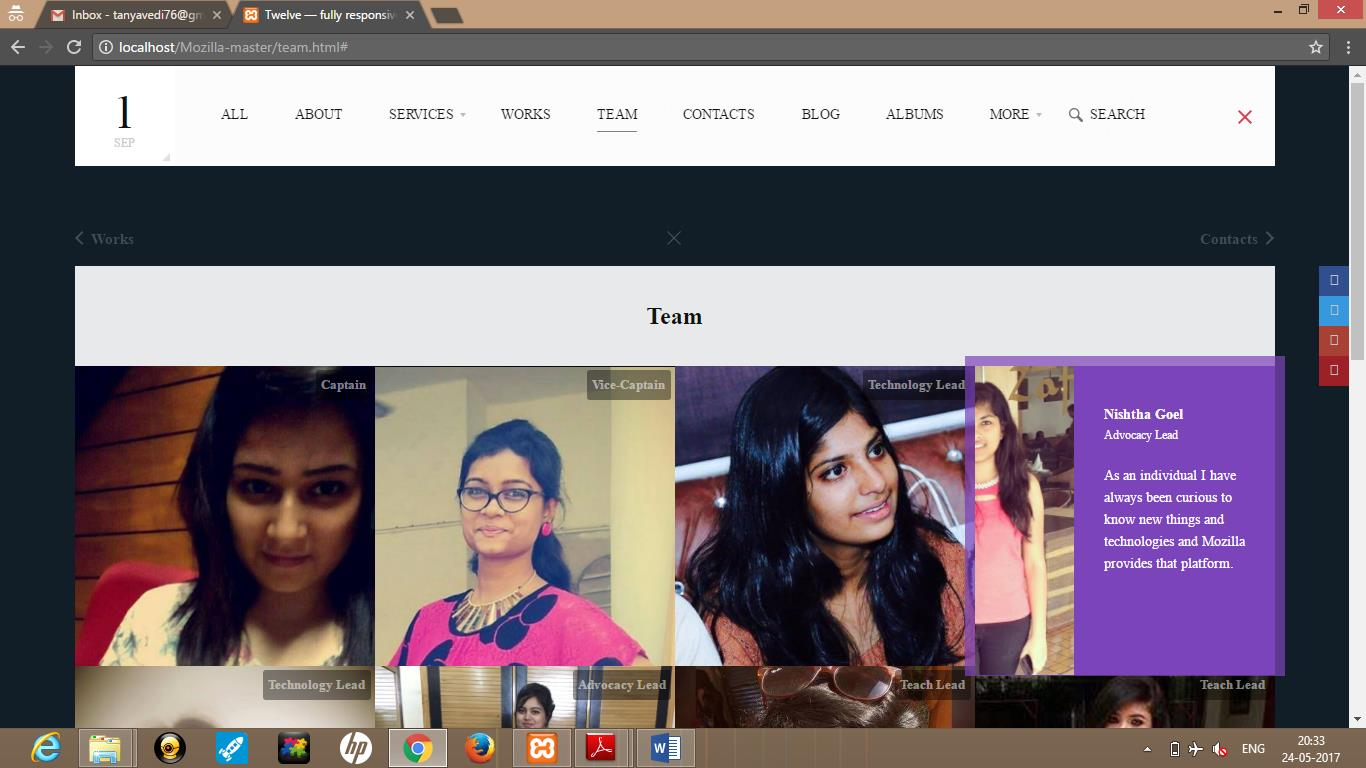 Inbox - tanyavedi76@gm
Twelve — fully responsiv
localhost/Mozilla-master/team.html#
1
SEP
ALL
ABOUT
SERVICES
WORKS
TEAM
CONTACTS
BLOG
ALBUMS
MORE
SEARCH
Works
Contacts
Team
Captain
Vice-Captain
Technology Lead
Nishtha Goel
Advocacy Lead
As an individual I have
always been curious to
know new things and
technologies and Mozilla
provides that platform.
Technology Lead
Advocacy Lead
Teach Lead
Teach Lead
hp
ENG
20:33
24-05-2017